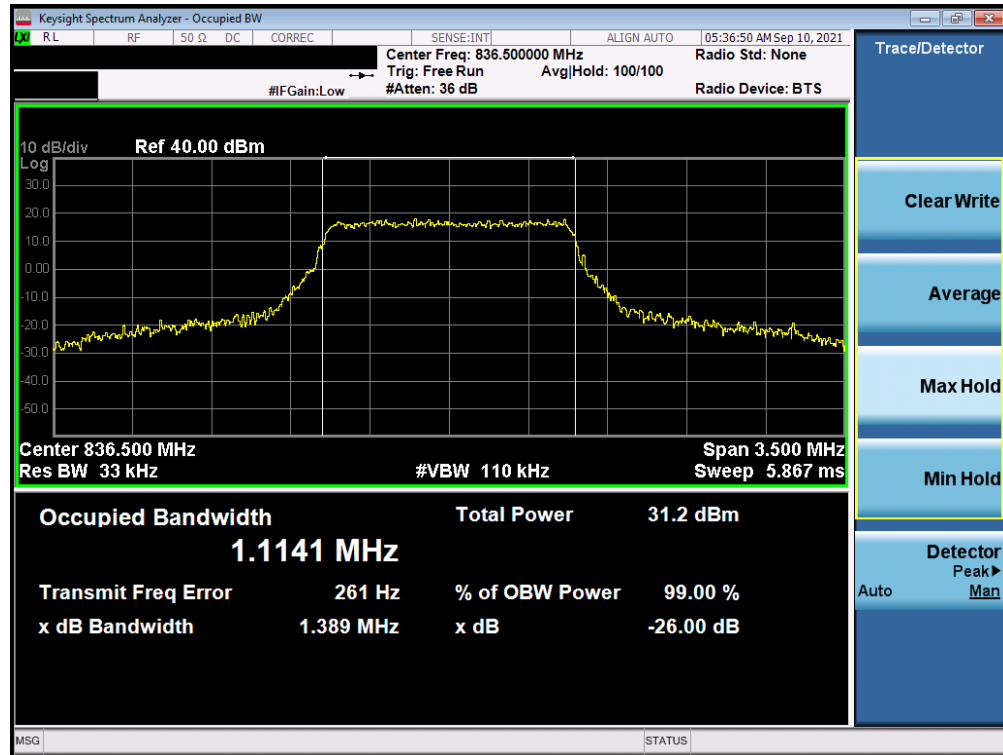 Keysight Spectrum Analyzer - Occupied BW
LXI RL RF 50 Ω DC CORREC SENSE:INT ALIGN AUTO 05:36:50 AM Sep 10, 2021
Center Freq: 836.500000 MHz Radio Std: None
Trig: Free Run Avg|Hold: 100/100
#IFGain:Low #Atten: 36 dB Radio Device: BTS
Trace/Detector
10 dB/div Ref 40.00 dBm
Log
30.0
20.0
10.0
0.00
-10.0
-20.0
-30.0
-40.0
-50.0
Center 836.500 MHz Span 3.500 MHz
Res BW 33 kHz #VBW 110 kHz Sweep 5.867 ms
Occupied Bandwidth Total Power 31.2 dBm
1.1141 MHz
Transmit Freq Error 261 Hz % of OBW Power 99.00 %
x dB Bandwidth 1.389 MHz x dB -26.00 dB
Clear Write
Average
Max Hold
Min Hold
Detector
Peak▶
Auto Man
MSG STATUS